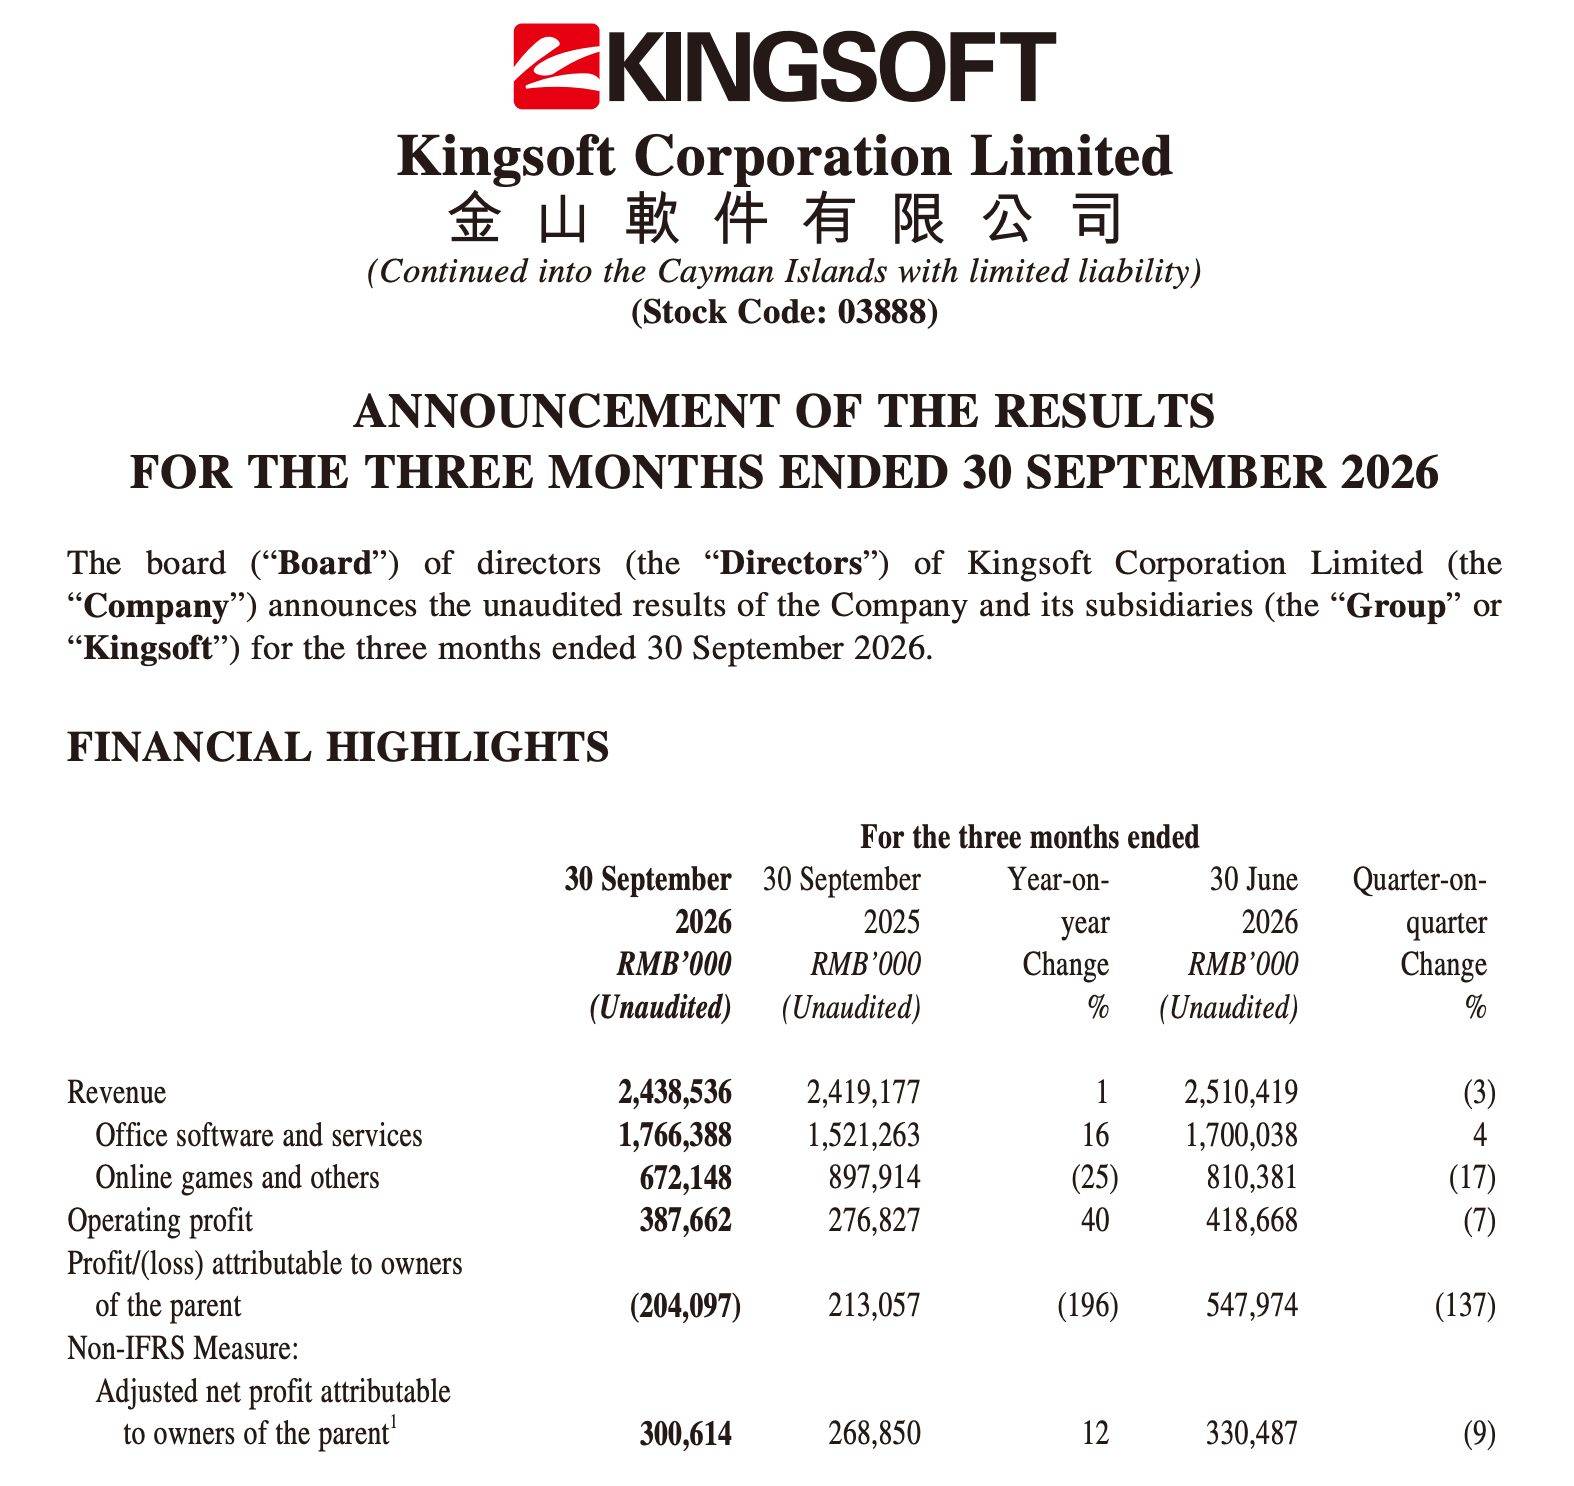 KINGSOFT
Kingsoft Corporation Limited
金山軟件有限公司
(Continued into the Cayman Islands with limited liability)
(Stock Code: 03888)
ANNOUNCEMENT OF THE RESULTS
FOR THE THREE MONTHS ENDED 30 SEPTEMBER 2026
The board (“Board”) of directors (the “Directors”) of Kingsoft Corporation Limited (the
“Company”) announces the unaudited results of the Company and its subsidiaries (the “Group” or
“Kingsoft”) for the three months ended 30 September 2026.
FINANCIAL HIGHLIGHTS
For the three months ended
30 September 30 September Year-on- 30 June Quarter-on-
2026 2025 year 2026 quarter
RMB’000 RMB’000 Change RMB’000 Change
(Unaudited) (Unaudited) % (Unaudited) %
Revenue 2,438,536 2,419,177 1 2,510,419 (3)
Office software and services 1,766,388 1,521,263 16 1,700,038 4
Online games and others 672,148 897,914 (25) 810,381 (17)
Operating profit 387,662 276,827 40 418,668 (7)
Profit/(loss) attributable to owners
of the parent (204,097) 213,057 (196) 547,974 (137)
Non-IFRS Measure:
Adjusted net profit attributable
to owners of the parent¹ 300,614 268,850 12 330,487 (9)